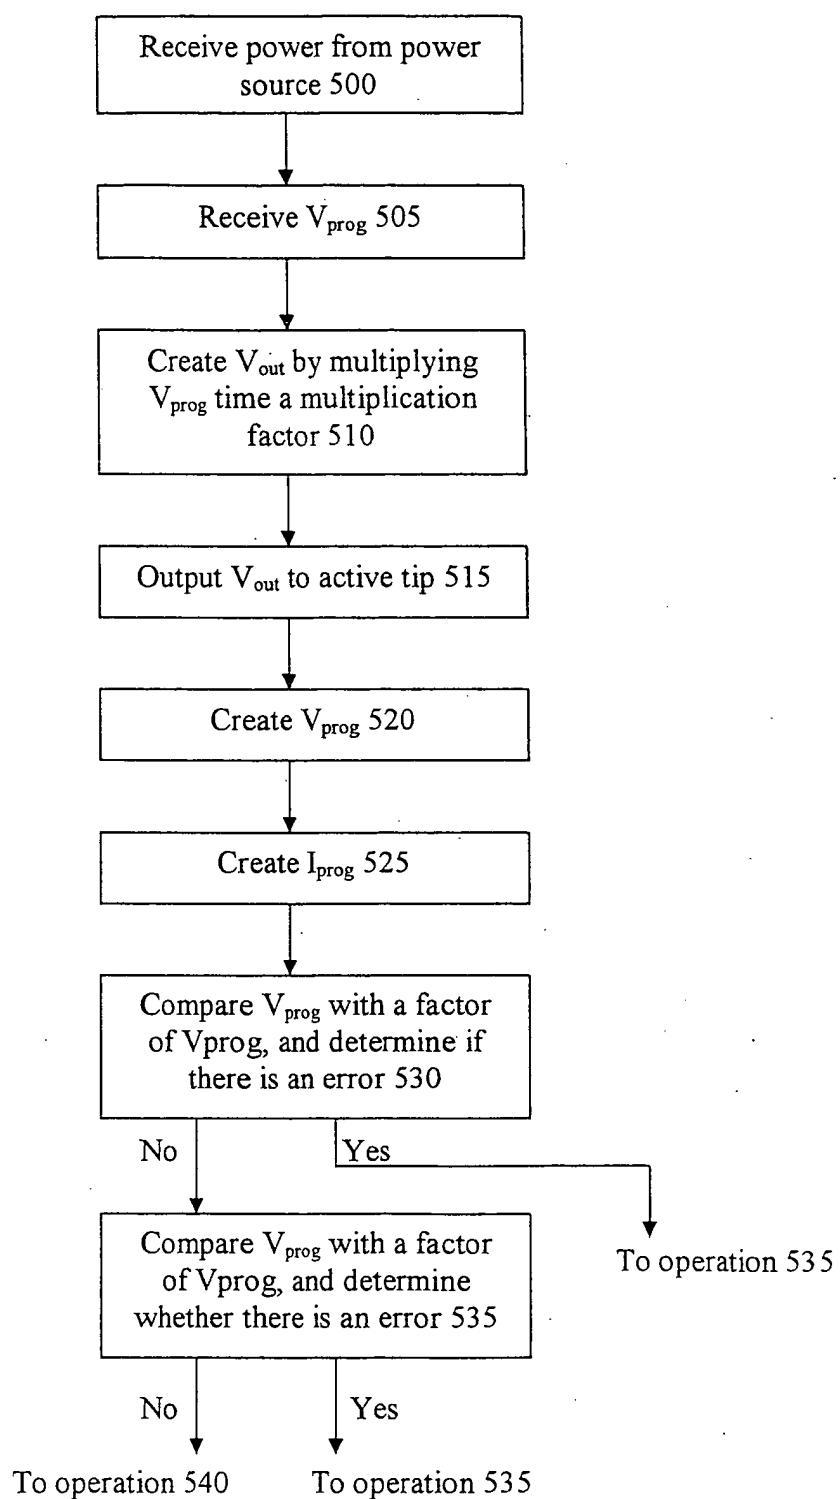 Receive power from power
source 500
Receive Vprog 505
Create Vout by multiplying
Vprog time a multiplication
factor 510
Output Vout to active tip 515
Create Vprog 520
Create Iprog 525
Compare Vprog with a factor
of Vprog, and determine if
there is an error 530
No
Yes
Compare Vprog with a factor
of Vprog, and determine
whether there is an error 535
To operation 535
No
Yes
To operation 540
To operation 535